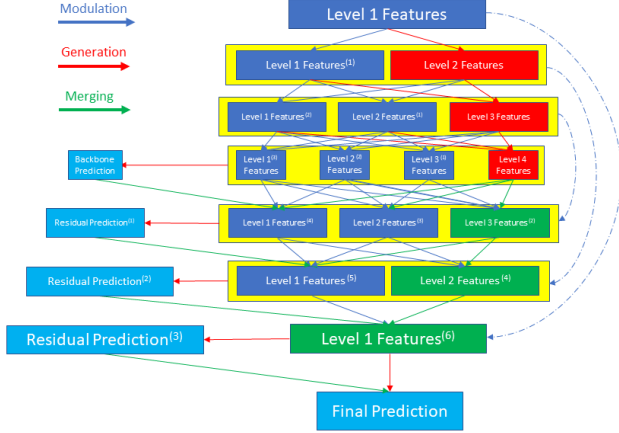 Modulation
Generation
Merging
Level 1 Features
Level 1 Features(1) Level 2 Features
Level 1 Features(2) Level 2 Features(1) Level 3 Features
Level 1(3) Features Level 2(2) Features Level 3(1) Features Level 4 Features
Backbone Prediction
Level 1 Features(4) Level 2 Features(3) Level 3 Features(2)
Residual Prediction(1)
Level 1 Features(5) Level 2 Features(4)
Residual Prediction(2)
Level 1 Features(6)
Residual Prediction(3)
Final Prediction